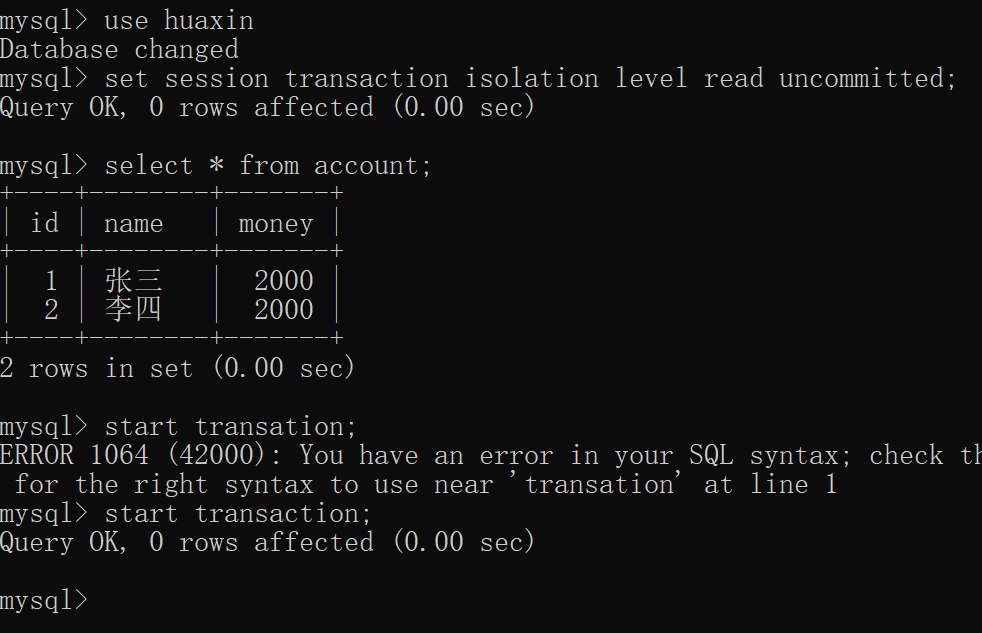 mysql> use huaxin
Database changed
mysql> set session transaction isolation level read uncommitted;
Query OK, 0 rows affected (0.00 sec)
mysql> select * from account;
+----+--------+-------+
| id | name   | money |
+----+--------+-------+
|  1 | 张三   |  2000 |
|  2 | 李四   |  2000 |
+----+--------+-------+
2 rows in set (0.00 sec)
mysql> start transation;
ERROR 1064 (42000): You have an error in your SQL syntax; check
for the right syntax to use near 'transation' at line 1
mysql> start transaction;
Query OK, 0 rows affected (0.00 sec)
mysql>